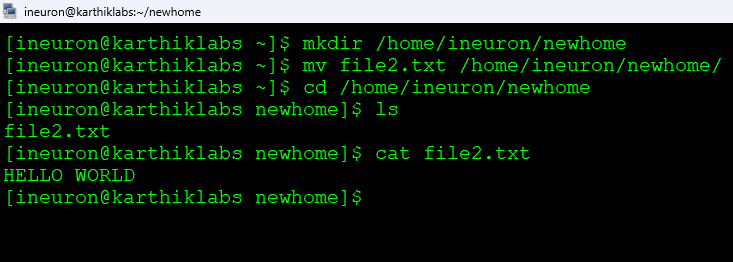 ineuron@karthiklabs:~/newhome
[ineuron@karthiklabs ~]$ mkdir /home/ineuron/newhome
[ineuron@karthiklabs ~]$ mv file2.txt /home/ineuron/newhome/
[ineuron@karthiklabs ~]$ cd /home/ineuron/newhome
[ineuron@karthiklabs newhome]$ ls
file2.txt
[ineuron@karthiklabs newhome]$ cat file2.txt
HELLO WORLD
[ineuron@karthiklabs newhome]$